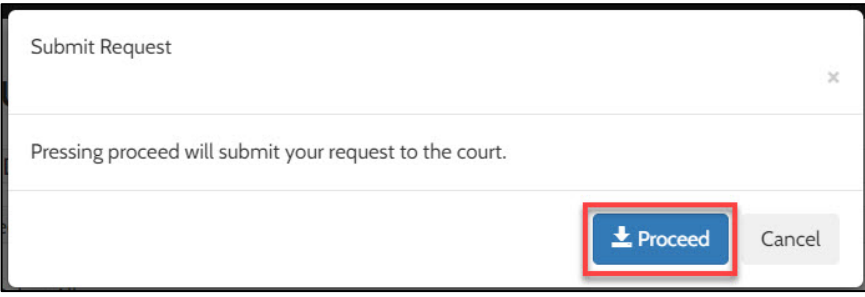 Submit Request
×
Pressing proceed will submit your request to the court.
Proceed Cancel